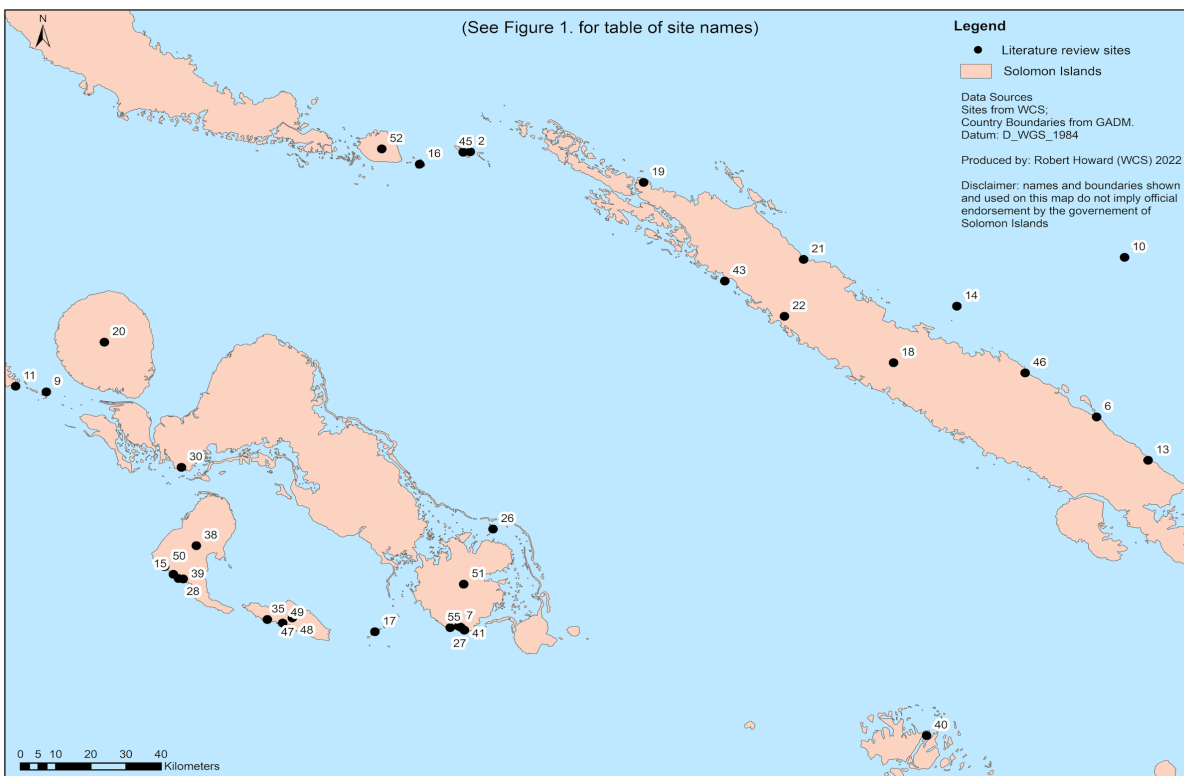 N
(See Figure 1. for table of site names)
Legend
Literature review sites
Solomon Islands
Data Sources
Sites from WCS;
Country Boundaries from GADM.
Datum: D_WGS_1984
Produced by: Robert Howard (WCS) 2022
Disclaimer: names and boundaries shown
and used on this map do not imply official
endorsement by the governement of
Solomon Islands
52
16
45 2
19
21
10
43
14
22
20
18
46
11
9
6
13
30
26
38
50
15
39
28
51
35
49
47
48
17
55
7
27
41
40
0 5 10 20 30 40
Kilometers